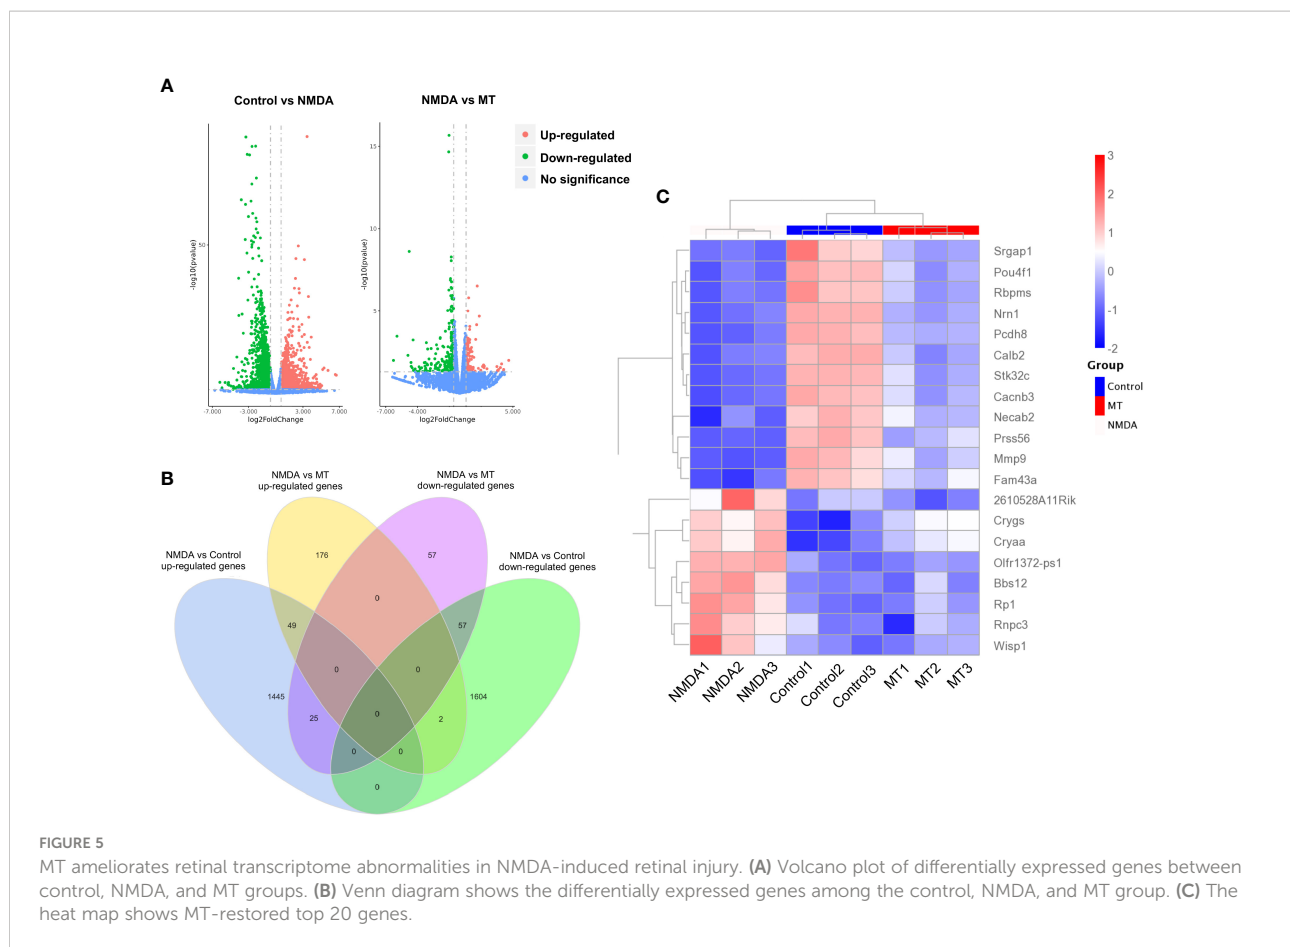 A
Control vs NMDA
NMDA vs MT
-log10(pvalue)
50
-7.000
-3.000
3.000
7.000
log2FoldChange
-log10(pvalue)
15
10
5
-7.000
-4.000
5.000
log2FoldChange
Up-regulated
Down-regulated
No significance
B
NMDA vs MT
up-regulated genes
NMDA vs MT
down-regulated genes
NMDA vs Control
up-regulated genes
NMDA vs Control
down-regulated genes
176
57
0
49
57
0
0
1445
1604
25
0
2
0
0
0
C
3
2
1
0
-1
-2
Group
Control
MT
NMDA
Srgap1
Pou4f1
Rbpms
Nrn1
Pcdh8
Calb2
Stk32c
Cacnb3
Necab2
Prss56
Mmp9
Fam43a
2610528A11Rik
Crygs
Cryaa
Olfr1372-ps1
Bbs12
Rp1
Rnpc3
Wisp1
NMDA1
NMDA2
NMDA3
Control1
Control2
Control3
MT1
MT2
MT3
FIGURE 5
MT ameliorates retinal transcriptome abnormalities in NMDA-induced retinal injury. (A) Volcano plot of differentially expressed genes between
control, NMDA, and MT groups. (B) Venn diagram shows the differentially expressed genes among the control, NMDA, and MT group. (C) The
heat map shows MT-restored top 20 genes.